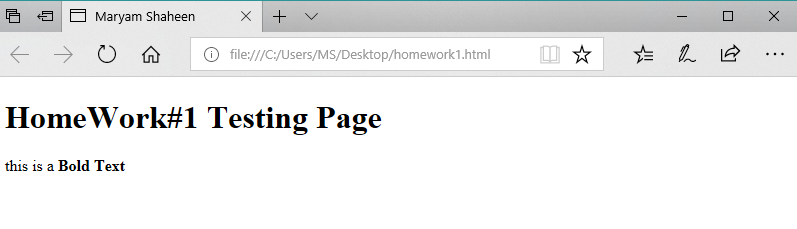 Maryam Shaheen
file:///C:/Users/MS/Desktop/homework1.html
HomeWork#1 Testing Page
this is a Bold Text